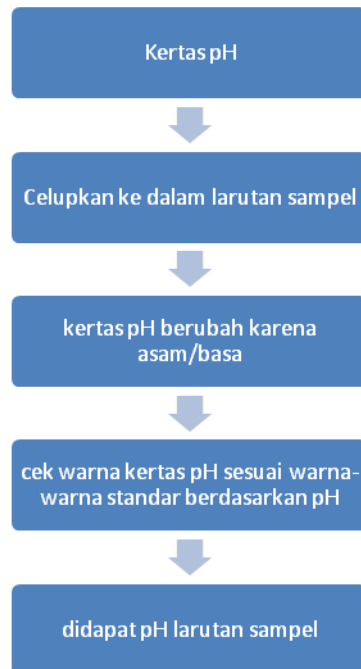 Kertas pH
Celupkan ke dalam larutan sampel
kertas pH berubah karena
asam/basa
cek warna kertas pH sesuai warna-
warna standar berdasarkan pH
didapat pH larutan sampel